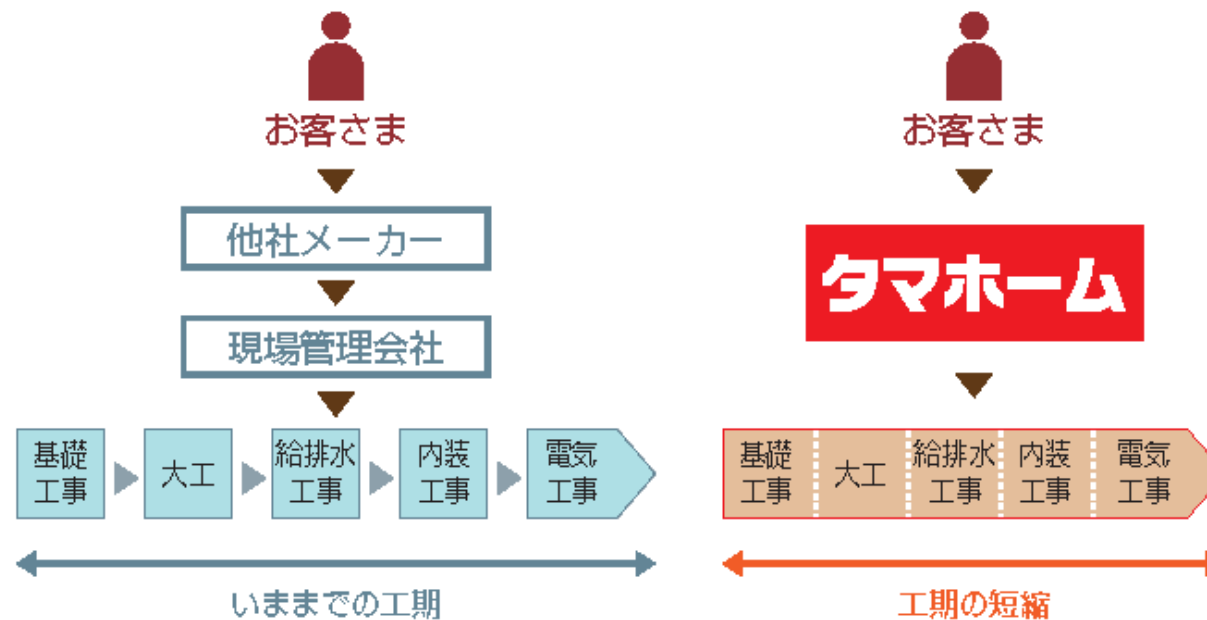 お客さま
他社メーカー
現場管理会社
基礎
工事
大工
給排水
工事
内装
工事
電気
工事
いままでの工期
お客さま
タマホーム
基礎
工事
大工
給排水
工事
内装
工事
電気
工事
工期の短縮